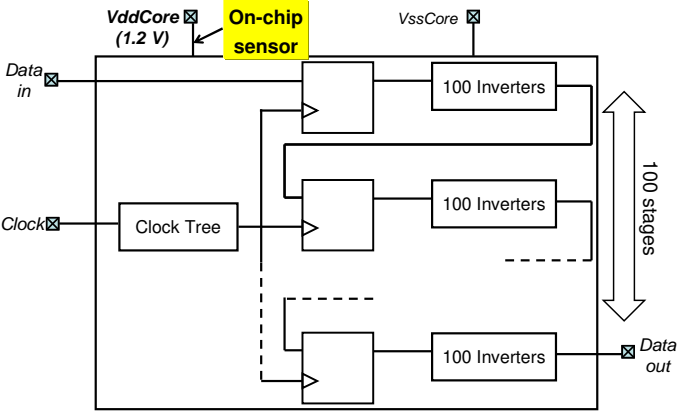 VddCore
(1.2 V)
On-chip
sensor
VssCore
Data
in
100 Inverters
100 stages
100 Inverters
Clock
Clock Tree
100 Inverters
Data
out